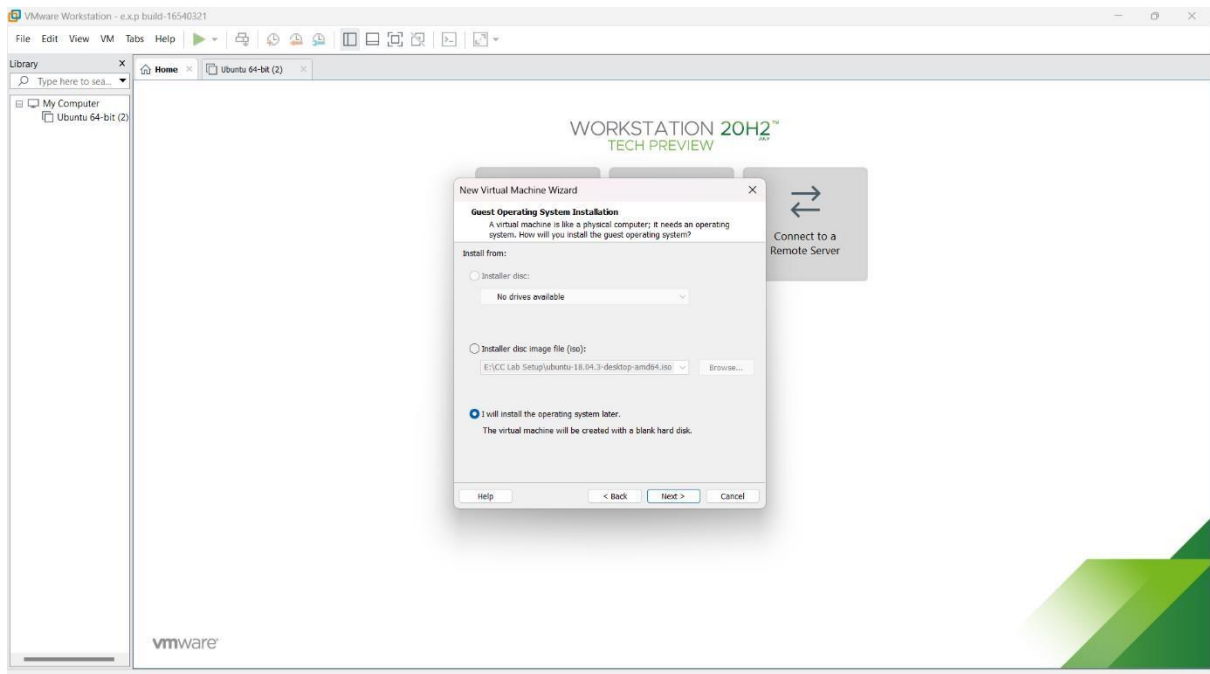 VMware Workstation - e.x.p build-16540321
File Edit View VM Tabs Help
Library X
Type here to sea...
Home
Ubuntu 64-bit (2)
My Computer
Ubuntu 64-bit (2)
WORKSTATION 20H2™
TECH PREVIEW
JULY
Connect to a
Remote Server
New Virtual Machine Wizard
Guest Operating System Installation
A virtual machine is like a physical computer; it needs an operating
system. How will you install the guest operating system?
Install from:
Installer disc:
No drives available
Installer disc image file (iso):
E:\CC Lab Setup\ubuntu-18.04.3-desktop-amd64.iso
Browse...
I will install the operating system later.
The virtual machine will be created with a blank hard disk.
Help
< Back
Next >
Cancel
vmware